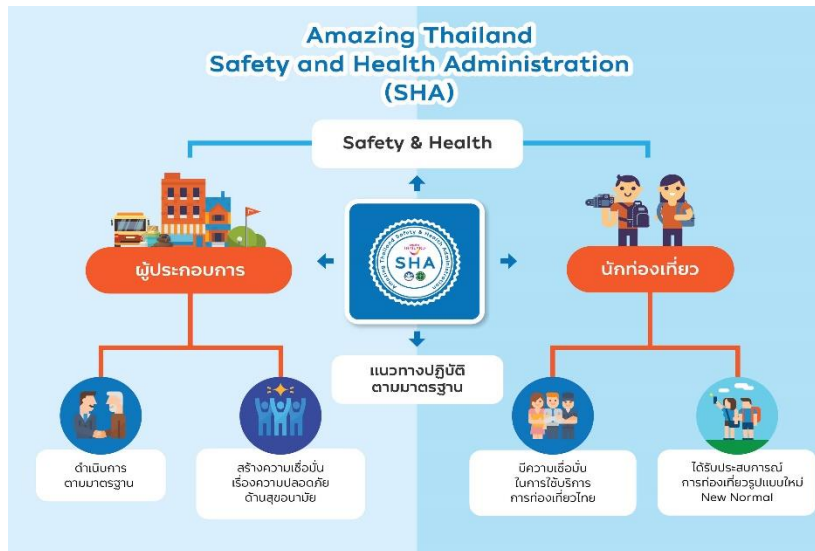 Amazing Thailand
Safety and Health Administration
(SHA)
Safety & Health
Amazing Thailand Safety & Health Administration
SHA
ผู้ประกอบการ
นักท่องเที่ยว
แนวทางปฏิบัติ
ตามมาตรฐาน
ดำเนินการ
ตามมาตรฐาน
สร้างความเชื่อมั่น
เรื่องความปลอดภัย
ด้านสุขอนามัย
มีความเชื่อมั่น
ในการใช้บริการ
การท่องเที่ยวไทย
ได้รับประสบการณ์
การท่องเที่ยวรูปแบบใหม่
New Normal